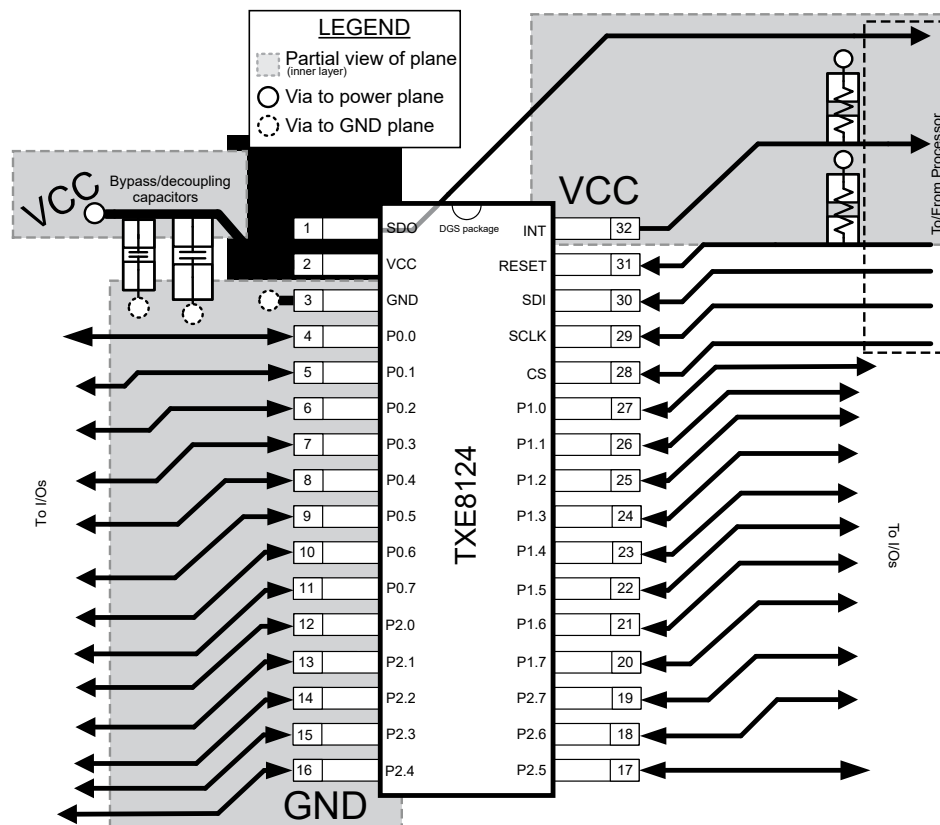 LEGEND
Partial view of plane
(inner layer)
Via to power plane
Via to GND plane
VCC
Bypass/decoupling
capacitors
VCC
To/From Processor
DGS package
TXE8124
1 SDO
2 VCC
3 GND
4 P0.0
5 P0.1
6 P0.2
7 P0.3
8 P0.4
9 P0.5
10 P0.6
11 P0.7
12 P2.0
13 P2.1
14 P2.2
15 P2.3
16 P2.4
INT 32
RESET 31
SDI 30
SCLK 29
CS 28
P1.0 27
P1.1 26
P1.2 25
P1.3 24
P1.4 23
P1.5 22
P1.6 21
P1.7 20
P2.7 19
P2.6 18
P2.5 17
To I/Os
To I/Os
GND